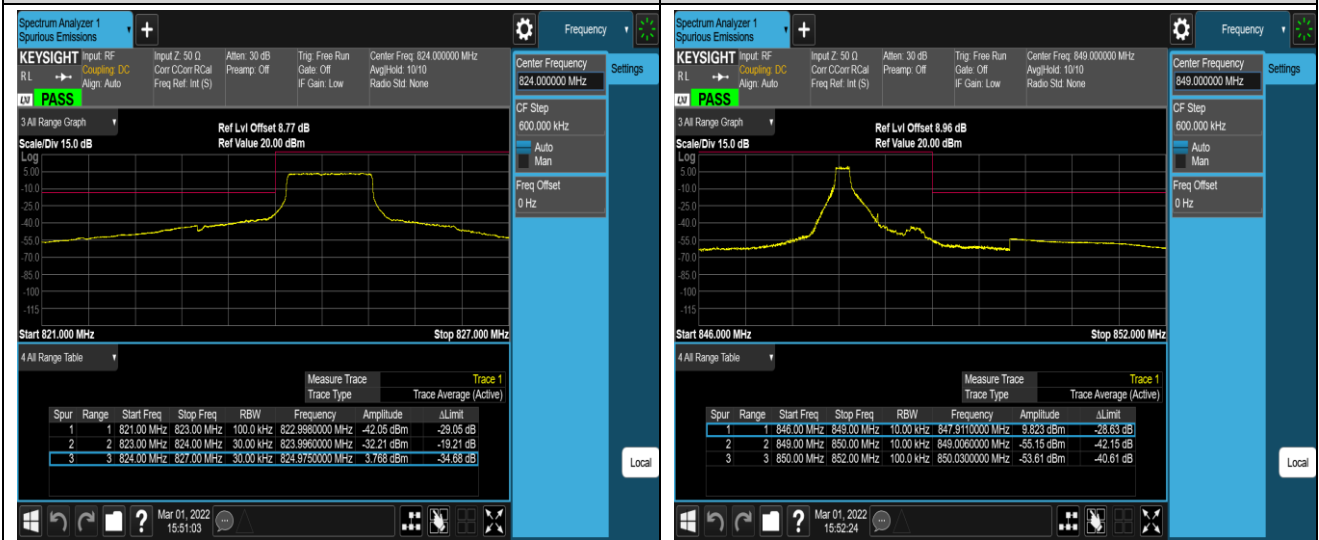 Spectrum Analyzer 1
Spurious Emissions
+
Frequency
KEYSIGHT Input: RF Input Z: 50 Ω Atten: 30 dB Trig: Free Run Center Freq: 824.000000 MHz
RL Coupling: DC Corr CCorr RCal Preamp: Off Gate: Off Avg|Hold: 10/10
Align: Auto Freq Ref: Int (S) IF Gain: Low Radio Std: None
LXI PASS
Center Frequency
824.000000 MHz
Settings
CF Step
600.000 kHz
Auto
Man
Freq Offset
0 Hz
3 All Range Graph
Ref Lvl Offset 8.77 dB
Scale/Div 15.0 dB Ref Value 20.00 dBm
Log
5.00
-10.0
-25.0
-40.0
-55.0
-70.0
-85.0
-100
-115
Start 821.000 MHz Stop 827.000 MHz
4 All Range Table
Measure Trace Trace 1
Trace Type Trace Average (Active)
Spur Range Start Freq Stop Freq RBW Frequency Amplitude ΔLimit
1 1 821.00 MHz 823.00 MHz 100.0 kHz 822.9980000 MHz -42.05 dBm -29.05 dB
2 2 823.00 MHz 824.00 MHz 30.00 kHz 823.9960000 MHz -32.21 dBm -19.21 dB
3 3 824.00 MHz 827.00 MHz 30.00 kHz 824.9750000 MHz 3.768 dBm -34.68 dB
Local
?
Mar 01, 2022
15:51:03
Spectrum Analyzer 1
Spurious Emissions
+
Frequency
KEYSIGHT Input: RF Input Z: 50 Ω Atten: 30 dB Trig: Free Run Center Freq: 849.000000 MHz
RL Coupling: DC Corr CCorr RCal Preamp: Off Gate: Off Avg|Hold: 10/10
Align: Auto Freq Ref: Int (S) IF Gain: Low Radio Std: None
LXI PASS
Center Frequency
849.000000 MHz
Settings
CF Step
600.000 kHz
Auto
Man
Freq Offset
0 Hz
3 All Range Graph
Ref Lvl Offset 8.96 dB
Scale/Div 15.0 dB Ref Value 20.00 dBm
Log
5.00
-10.0
-25.0
-40.0
-55.0
-70.0
-85.0
-100
-115
Start 846.000 MHz Stop 852.000 MHz
4 All Range Table
Measure Trace Trace 1
Trace Type Trace Average (Active)
Spur Range Start Freq Stop Freq RBW Frequency Amplitude ΔLimit
1 1 846.00 MHz 849.00 MHz 10.00 kHz 847.9110000 MHz 9.823 dBm -28.63 dB
2 2 849.00 MHz 850.00 MHz 10.00 kHz 849.0060000 MHz -55.15 dBm -42.15 dB
3 3 850.00 MHz 852.00 MHz 100.0 kHz 850.0300000 MHz -53.61 dBm -40.61 dB
Local
?
Mar 01, 2022
15:52:24